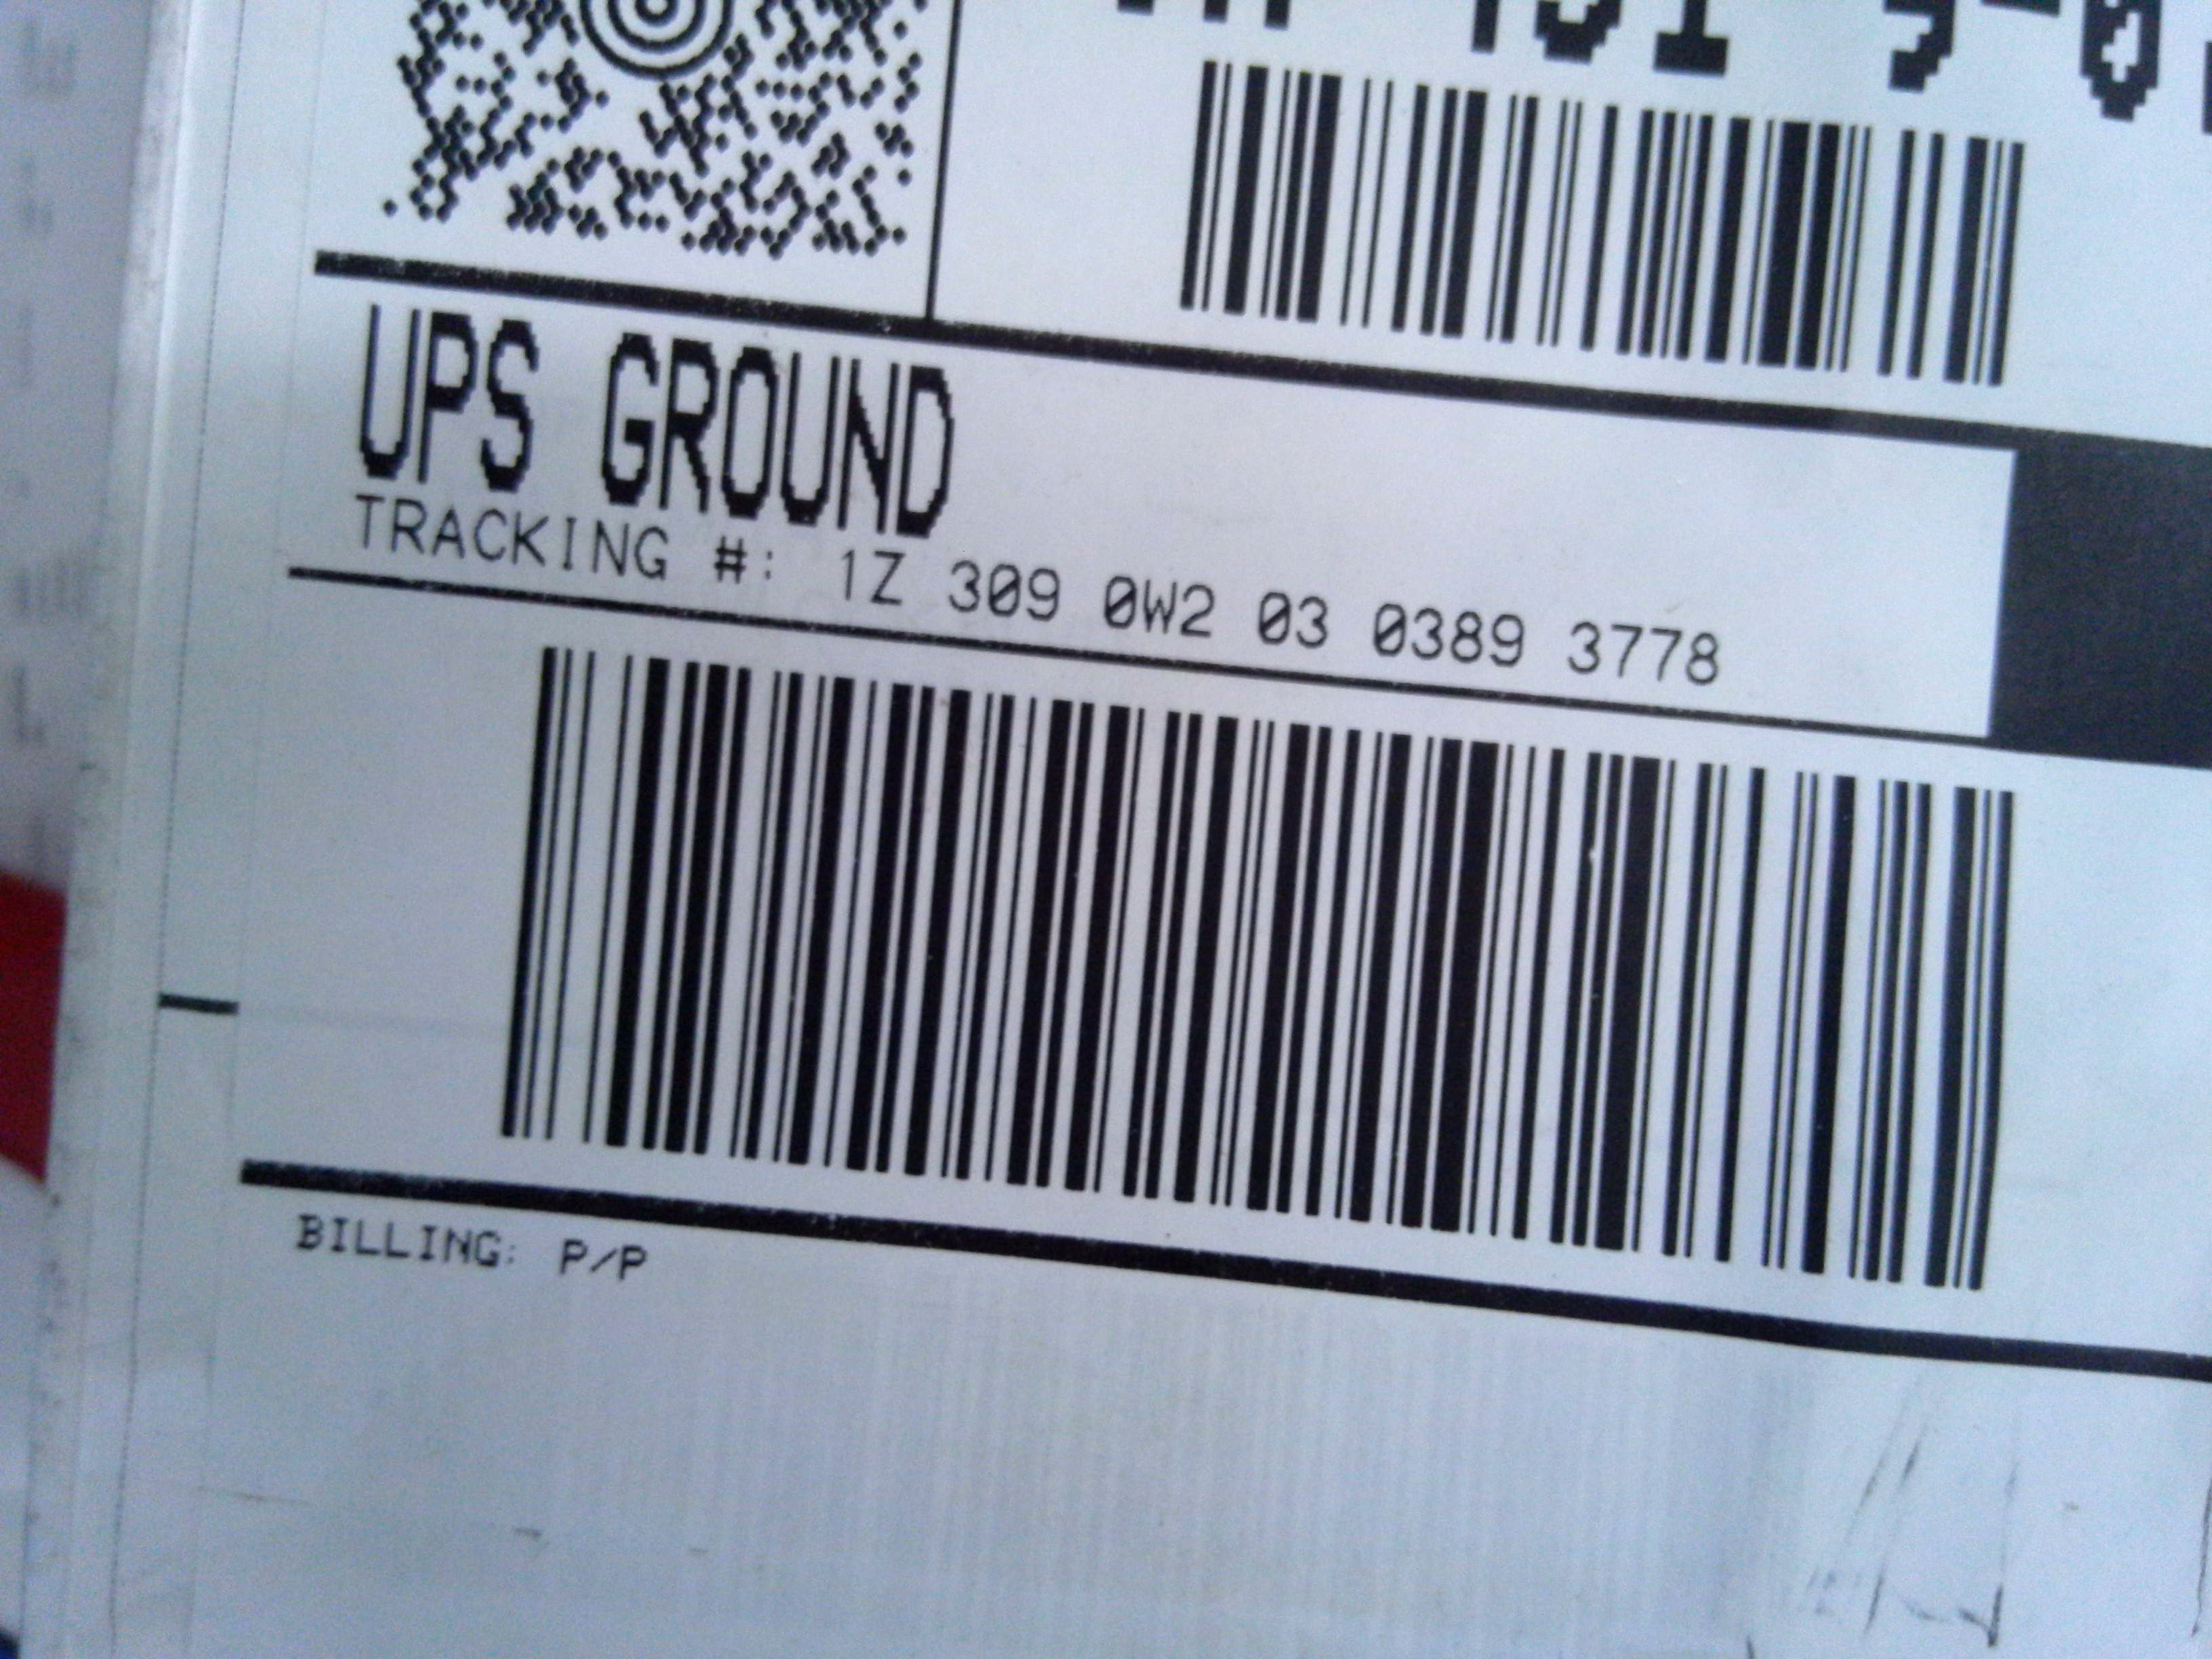 UPS GROUND
TRACKING #: 1Z 309 0W2 03 0389 3778
BILLING: P/P